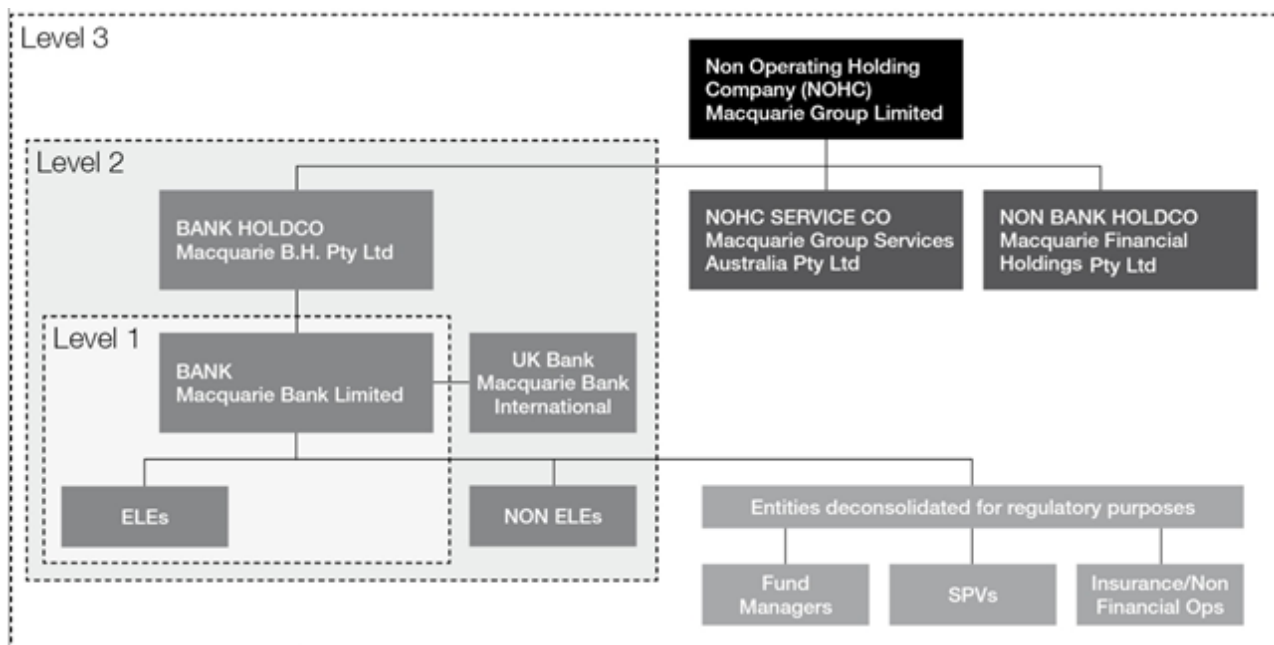 Level 3
Non Operating Holding
Company (NOHC)
Macquarie Group Limited
Level 2
BANK HOLDCO
Macquarie B.H. Pty Ltd
NOHC SERVICE CO
Macquarie Group Services
Australia Pty Ltd
NON BANK HOLDCO
Macquarie Financial
Holdings Pty Ltd
Level 1
BANK
Macquarie Bank Limited
UK Bank
Macquarie Bank
International
ELEs
NON ELEs
Entities deconsolidated for regulatory purposes
Fund
Managers
SPVs
Insurance/Non
Financial Ops